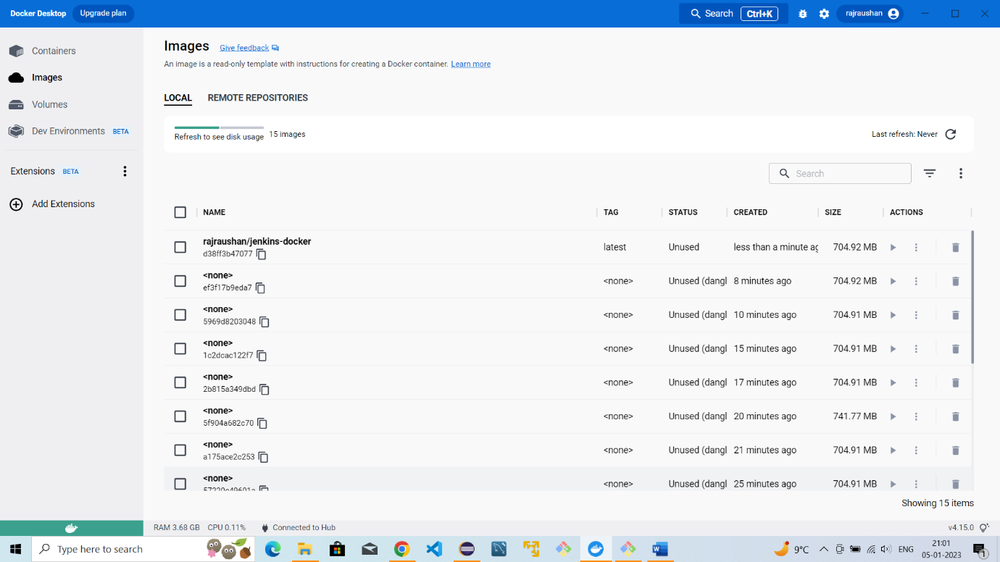 Docker Desktop Upgrade plan Search Ctrl+K rajraushan
Containers
Images
Volumes
Dev Environments BETA
Extensions BETA
Add Extensions
Images Give feedback
An image is a read-only template with instructions for creating a Docker container. Learn more
LOCAL REMOTE REPOSITORIES
Refresh to see disk usage 15 images Last refresh: Never
Search
NAME TAG STATUS CREATED SIZE ACTIONS
rajraushan/jenkins-docker
d38ff3b47077 latest Unused less than a minute ag 704.92 MB
<none>
ef3f17b9eda7 <none> Unused (dangl 8 minutes ago 704.92 MB
<none>
5969d8203048 <none> Unused (dangl 10 minutes ago 704.91 MB
<none>
1c2dcac122f7 <none> Unused (dangl 15 minutes ago 704.91 MB
<none>
2b815a349dbd <none> Unused (dangl 17 minutes ago 704.91 MB
<none>
5f904a682c70 <none> Unused (dangl 20 minutes ago 741.77 MB
<none>
a175ace2c253 <none> Unused (dangl 21 minutes ago 704.91 MB
<none>
<none> Unused (dangl 25 minutes ago 704.91 MB
Showing 15 items
RAM 3.68 GB CPU 0.11% Connected to Hub v4.15.0
Type here to search 9°C ENG 21:01
05-01-2023 1